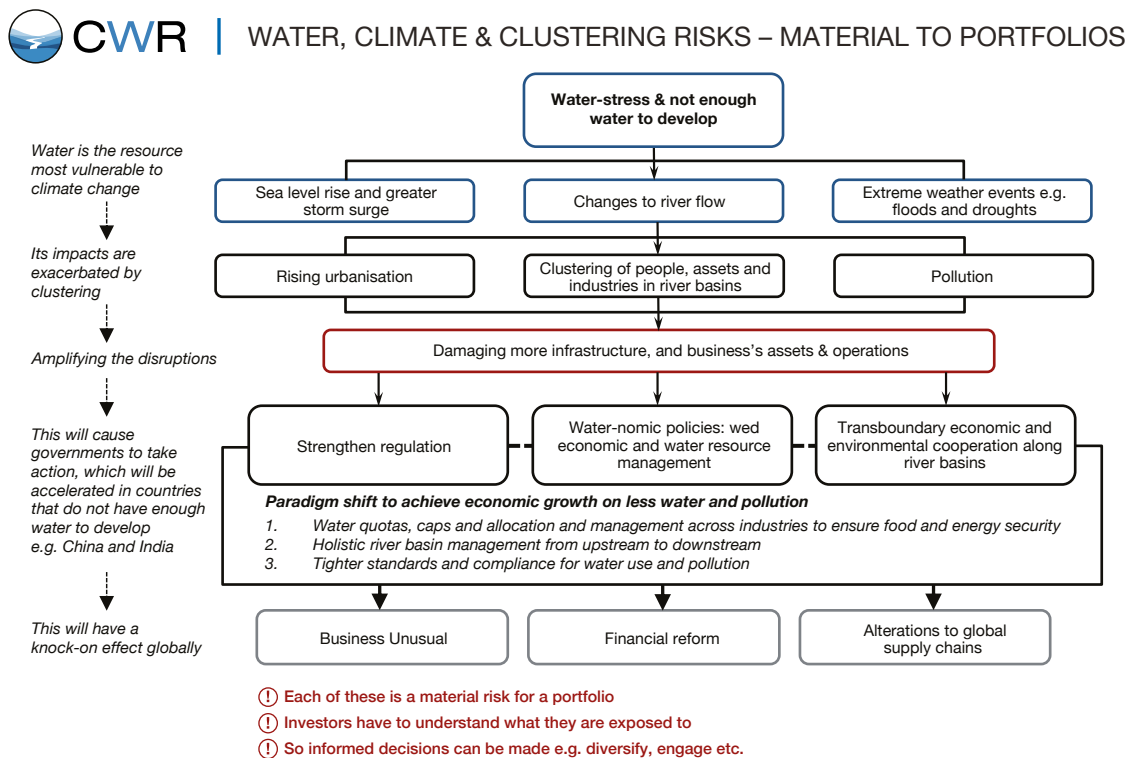 CWR
WATER, CLIMATE & CLUSTERING RISKS – MATERIAL TO PORTFOLIOS
Water-stress & not enough
water to develop
Water is the resource
most vulnerable to
climate change
Sea level rise and greater
storm surge
Changes to river flow
Extreme weather events e.g.
floods and droughts
Its impacts are
exacerbated by
clustering
Rising urbanisation
Clustering of people, assets and
industries in river basins
Pollution
Amplifying the disruptions
Damaging more infrastructure, and business’s assets & operations
This will cause
governments to take
action, which will be
accelerated in countries
that do not have enough
water to develop
e.g. China and India
Strengthen regulation
Water-nomic policies: wed
economic and water resource
management
Transboundary economic and
environmental cooperation along
river basins
Paradigm shift to achieve economic growth on less water and pollution
1. Water quotas, caps and allocation and management across industries to ensure food and energy security
2. Holistic river basin management from upstream to downstream
3. Tighter standards and compliance for water use and pollution
This will have a
knock-on effect globally
Business Unusual
Financial reform
Alterations to global
supply chains
! Each of these is a material risk for a portfolio
! Investors have to understand what they are exposed to
! So informed decisions can be made e.g. diversify, engage etc.